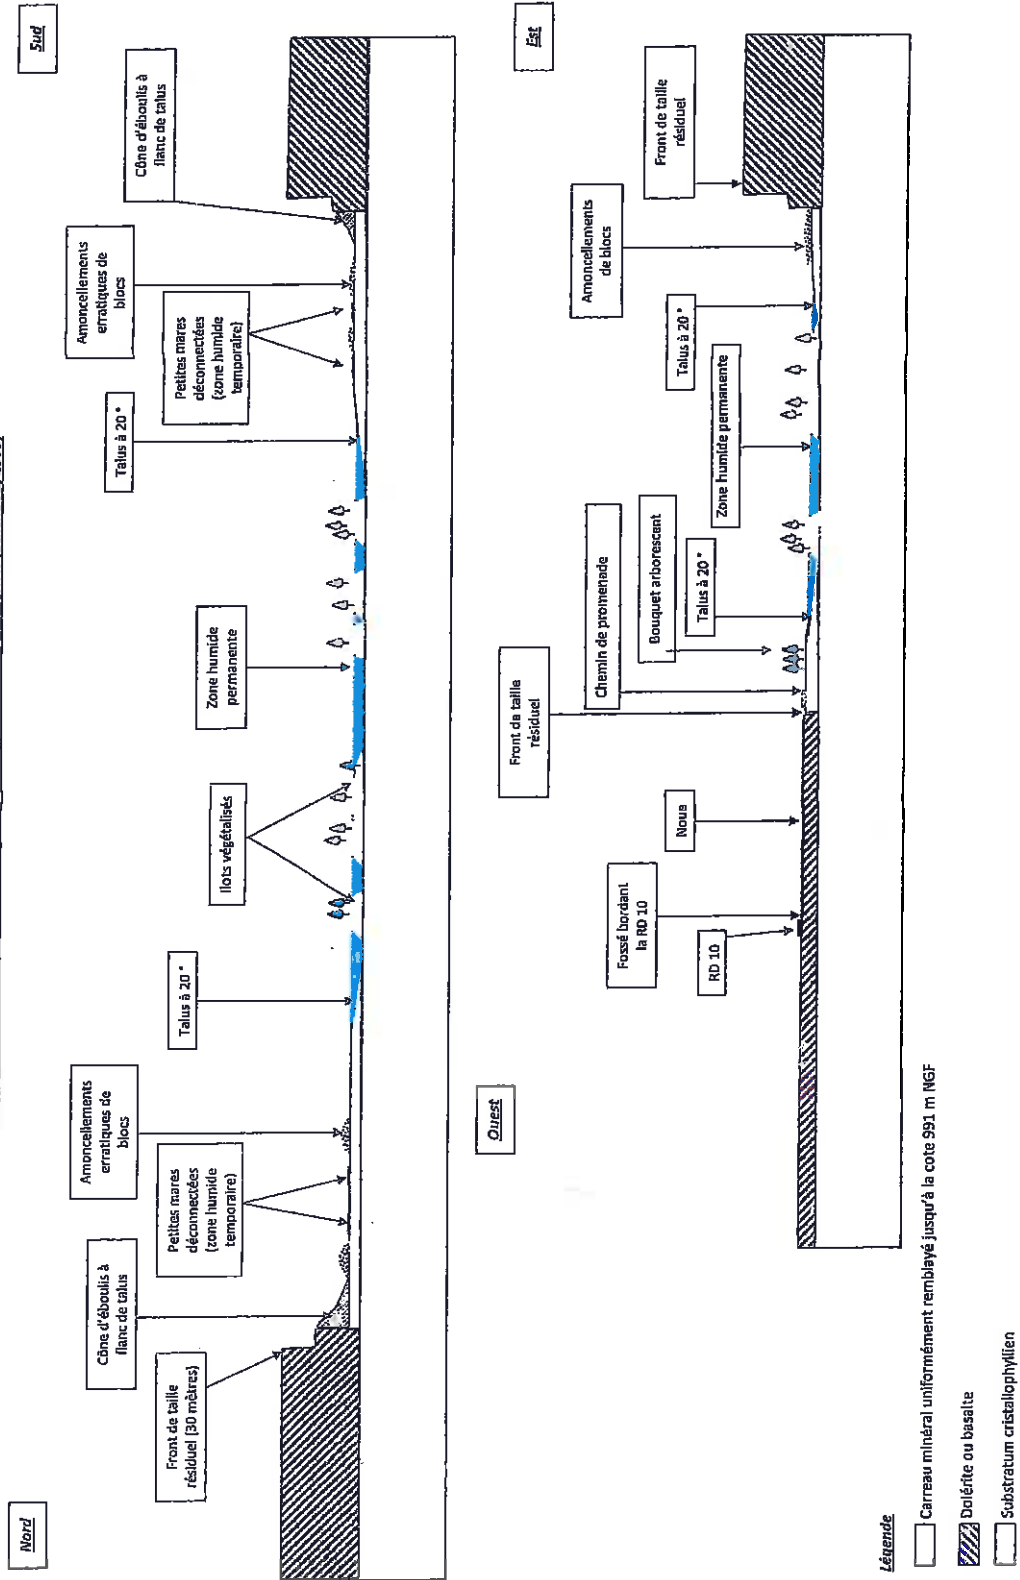 Nord
Front de taille
résiduel (30 mètres)
Cône d'éboulis à
flanc de talus
Petites mares
déconnectées
(zone humide
temporaire)
Amoncellements
erratiques de
blocs
Talus à 20 °
Ilots végétalisés
Zone humide
permanente
Talus à 20 °
Petites mares
déconnectées
(zone humide
temporaire)
Amoncellements
erratiques de
blocs
Cône d'éboulis à
flanc de talus
Sud
Ouest
RD 10
Fossé bordant
la RD 10
Noue
Front de taille
résiduel
Chemin de promenade
Bouquet arborescent
Talus à 20 °
Zone humide permanente
Talus à 20 °
Amoncellements
de blocs
Front de taille
résiduel
Est
Légende
Carreau minéral uniformément remblayé jusqu'à la cote 991 m NGF
Dolérite ou basalte
Substratum cristallophyllien